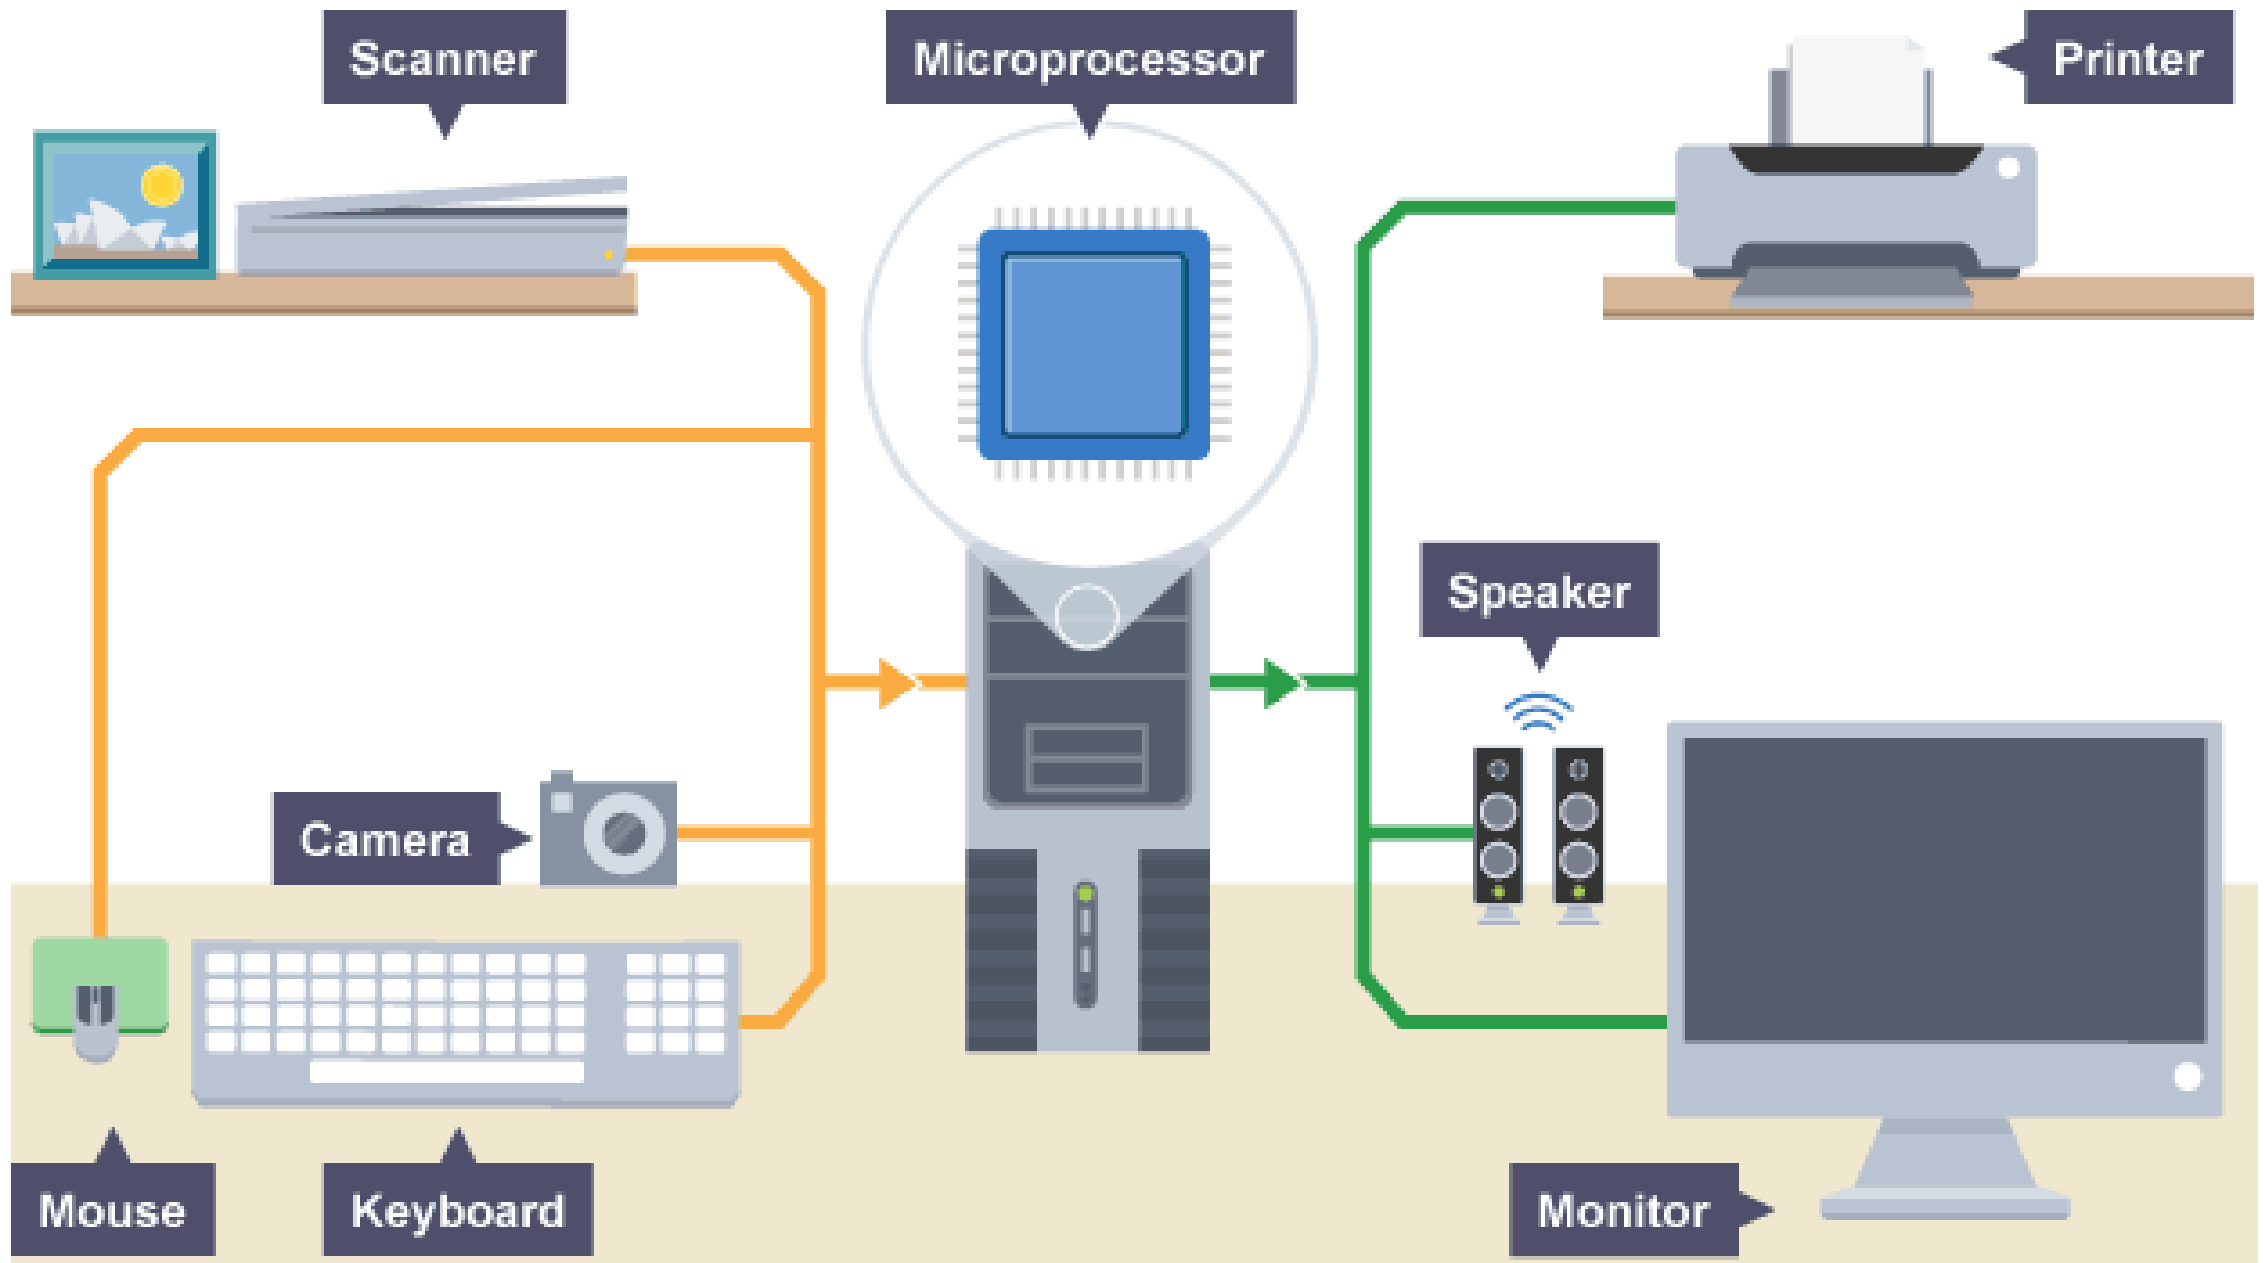 Scanner
Microprocessor
Printer
Speaker
Camera
Mouse
Keyboard
Monitor